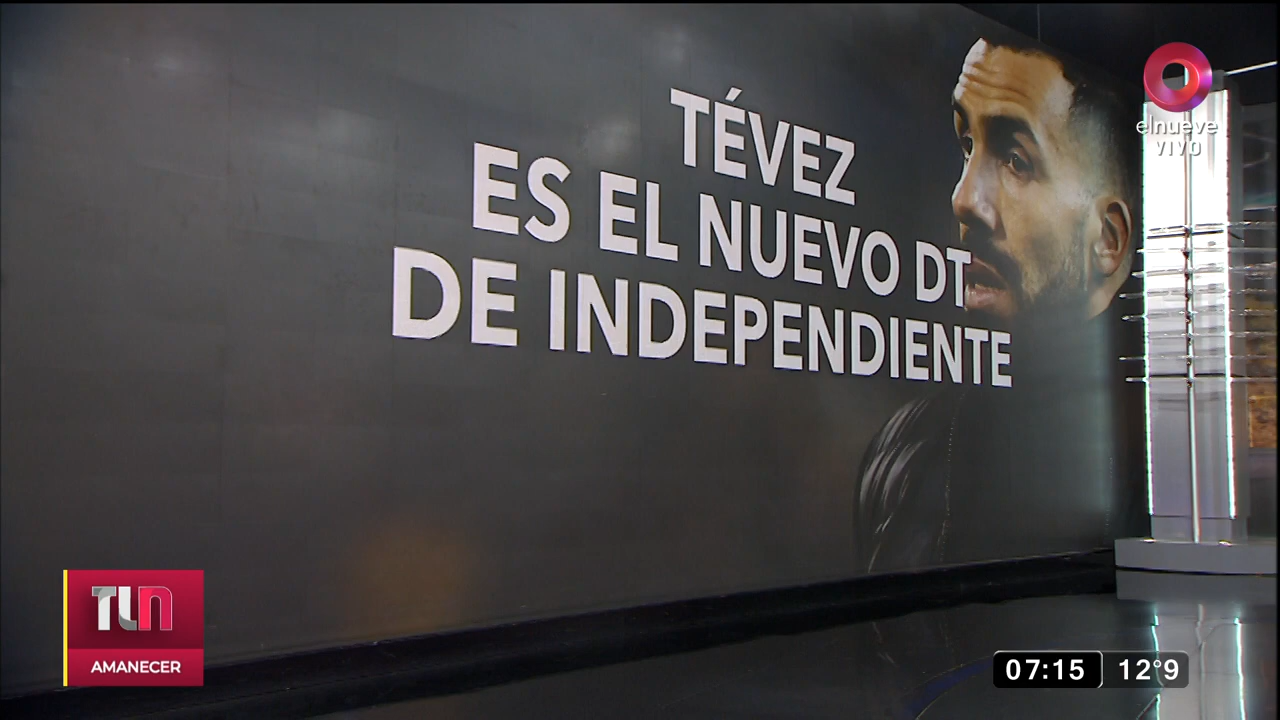 TÉVEZ
ES EL NUEVO DT
DE INDEPENDIENTE
elnueve
VIVO
TLN
AMANECER
07:15 12°9